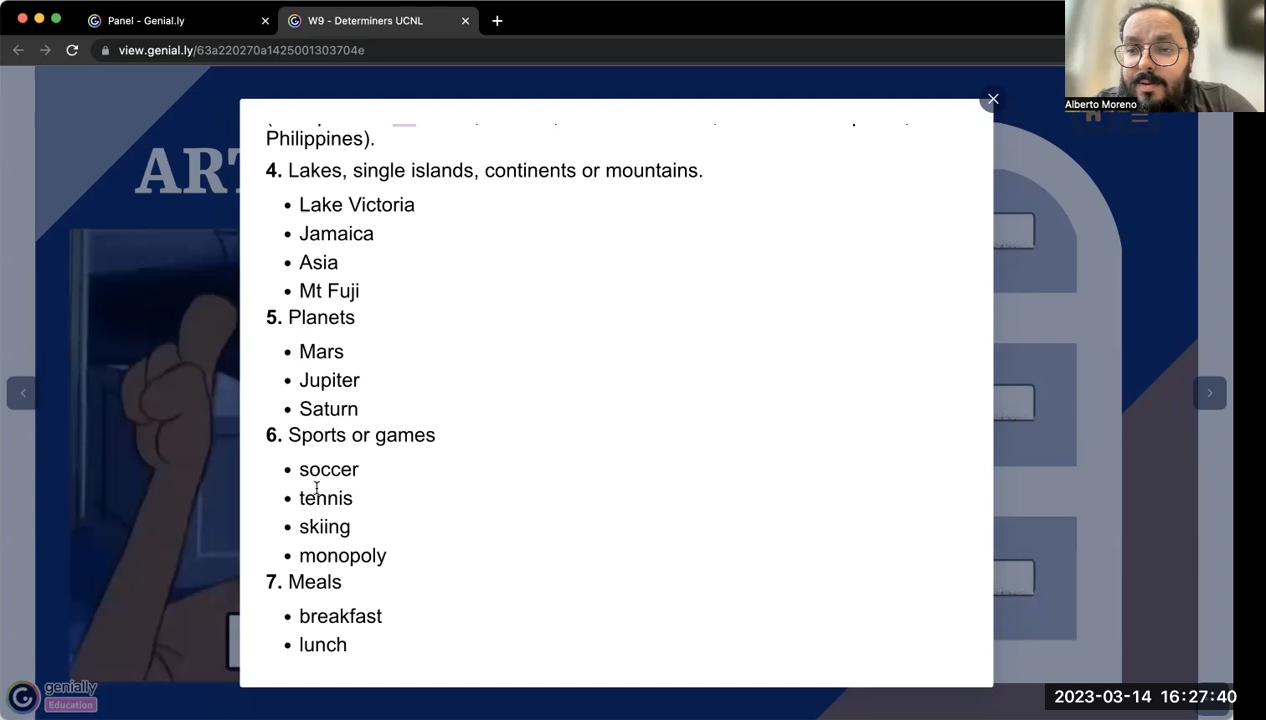 Panel - Genial.ly
W9 - Determiners UCNL
view.genial.ly/63a220270a1425001303704e
Alberto Moreno
ART
Philippines).
4. Lakes, single islands, continents or mountains.
• Lake Victoria
• Jamaica
• Asia
• Mt Fuji
5. Planets
• Mars
• Jupiter
• Saturn
6. Sports or games
• soccer
• tennis
• skiing
• monopoly
7. Meals
• breakfast
• lunch
genially
Education
2023-03-14 16:27:40